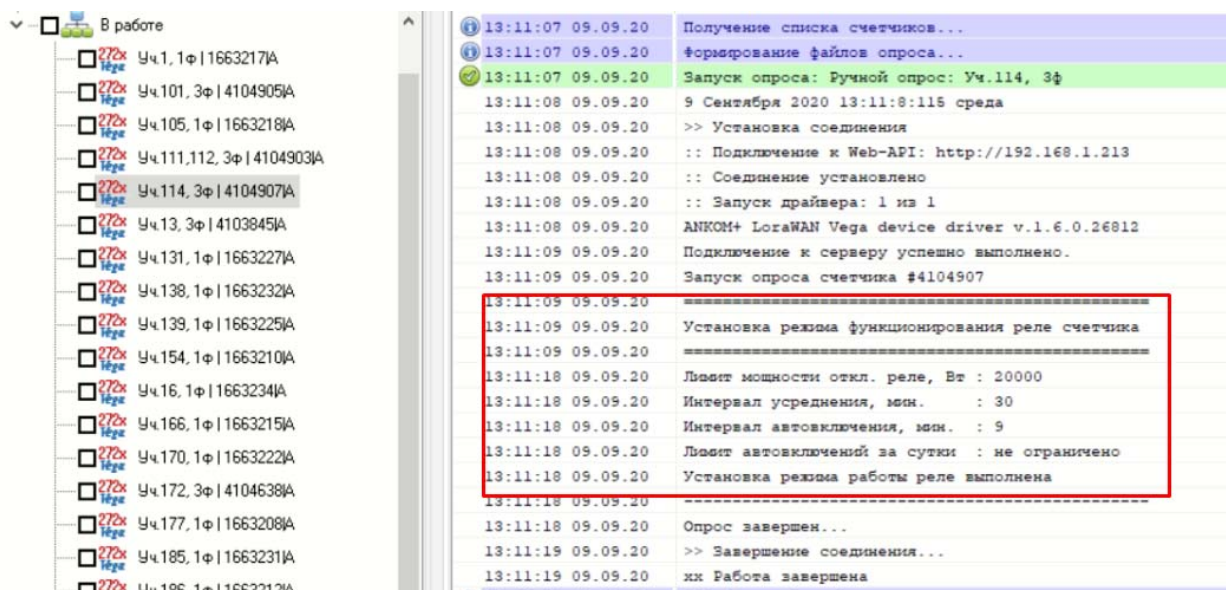 В работе
272x Vega Уч.1, 1ф | 1663217|A
272x Vega Уч.101, 3ф | 4104905|A
272x Vega Уч.105, 1ф | 1663218|A
272x Vega Уч.111,112, 3ф | 4104903|A
272x Vega Уч.114, 3ф | 4104907|A
272x Vega Уч.13, 3ф | 4103845|A
272x Vega Уч.131, 1ф | 1663227|A
272x Vega Уч.138, 1ф | 1663232|A
272x Vega Уч.139, 1ф | 1663225|A
272x Vega Уч.154, 1ф | 1663210|A
272x Vega Уч.16, 1ф | 1663234|A
272x Vega Уч.166, 1ф | 1663215|A
272x Vega Уч.170, 1ф | 1663222|A
272x Vega Уч.172, 3ф | 4104638|A
272x Vega Уч.177, 1ф | 1663208|A
272x Vega Уч.185, 1ф | 1663231|A
272x Уч.186, 1ф | 1663212|A
13:11:07 09.09.20 Получение списка счетчиков...
13:11:07 09.09.20 Формирование файлов опроса...
13:11:07 09.09.20 Запуск опроса: Ручной опрос: Уч.114, 3ф
13:11:08 09.09.20 9 Сентября 2020 13:11:8:115 среда
13:11:08 09.09.20 >> Установка соединения
13:11:08 09.09.20 :: Подключение к Web-API: http://192.168.1.213
13:11:08 09.09.20 :: Соединение установлено
13:11:08 09.09.20 :: Запуск драйвера: 1 из 1
13:11:08 09.09.20 ANKOM+ LoraWAN Vega device driver v.1.6.0.26812
13:11:09 09.09.20 Подключение к серверу успешно выполнено.
13:11:09 09.09.20 Запуск опроса счетчика #4104907
13:11:09 09.09.20 ================================================
13:11:09 09.09.20 Установка режима функционирования реле счетчика
13:11:09 09.09.20 ================================================
13:11:18 09.09.20 Лимит мощности откл. реле, Вт : 20000
13:11:18 09.09.20 Интервал усреднения, мин. : 30
13:11:18 09.09.20 Интервал автовключения, мин. : 9
13:11:18 09.09.20 Лимит автовключений за сутки : не ограничено
13:11:18 09.09.20 Установка режима работы реле выполнена
13:11:18 09.09.20 ------------------------------------------------
13:11:18 09.09.20 Опрос завершен...
13:11:19 09.09.20 >> Завершение соединения...
13:11:19 09.09.20 xx Работа завершена